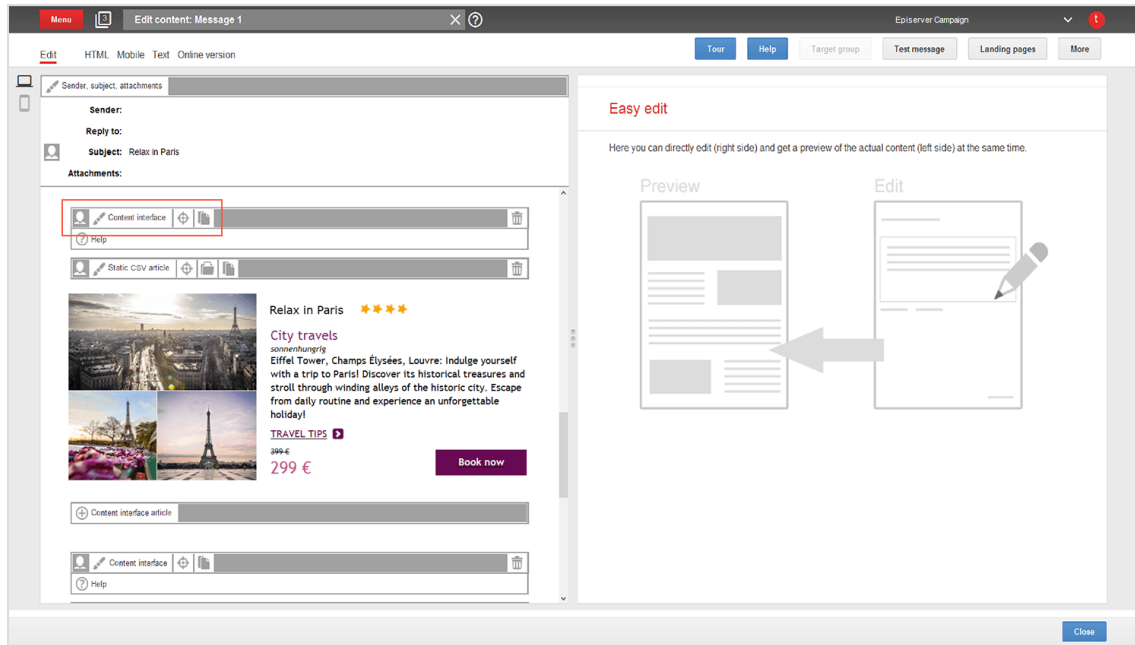 Menu
3
Edit content: Message 1
Episerver Campaign
t
Edit
HTML
Mobile
Text
Online version
Tour
Help
Target group
Test message
Landing pages
More
Sender, subject, attachments
Sender:
Reply to:
Subject: Relax in Paris
Attachments:
Content interface
Help
Static CSV article
Relax in Paris
City travels
sonnenhungrig
Eiffel Tower, Champs Élysées, Louvre: Indulge yourself
with a trip to Paris! Discover its historical treasures and
stroll through winding alleys of the historic city. Escape
from daily routine and experience an unforgettable
holiday!
TRAVEL TIPS
399 €
299 €
Book now
Content interface article
Content interface
Help
Easy edit
Here you can directly edit (right side) and get a preview of the actual content (left side) at the same time.
Preview
Edit
Close